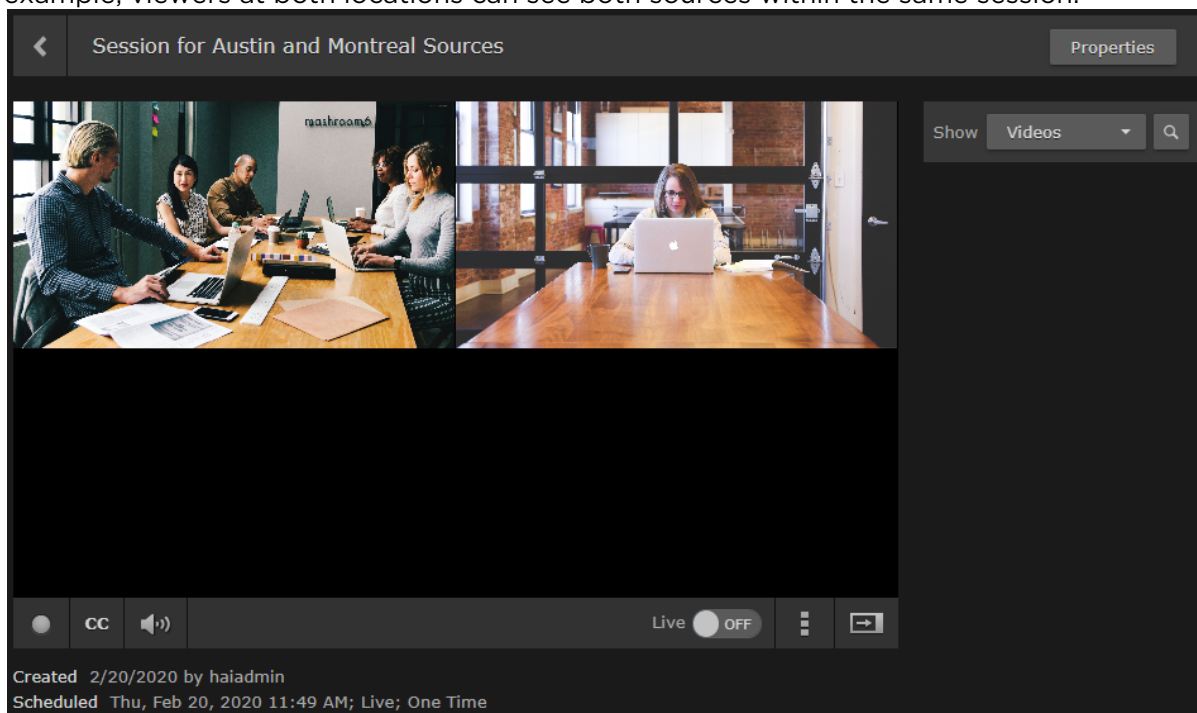 example, viewers at both locations can see both sources within the same session.
Session for Austin and Montreal Sources
Properties
mashroom6
Show Videos
CC
Live OFF
Created 2/20/2020 by haiadmin
Scheduled Thu, Feb 20, 2020 11:49 AM; Live; One Time